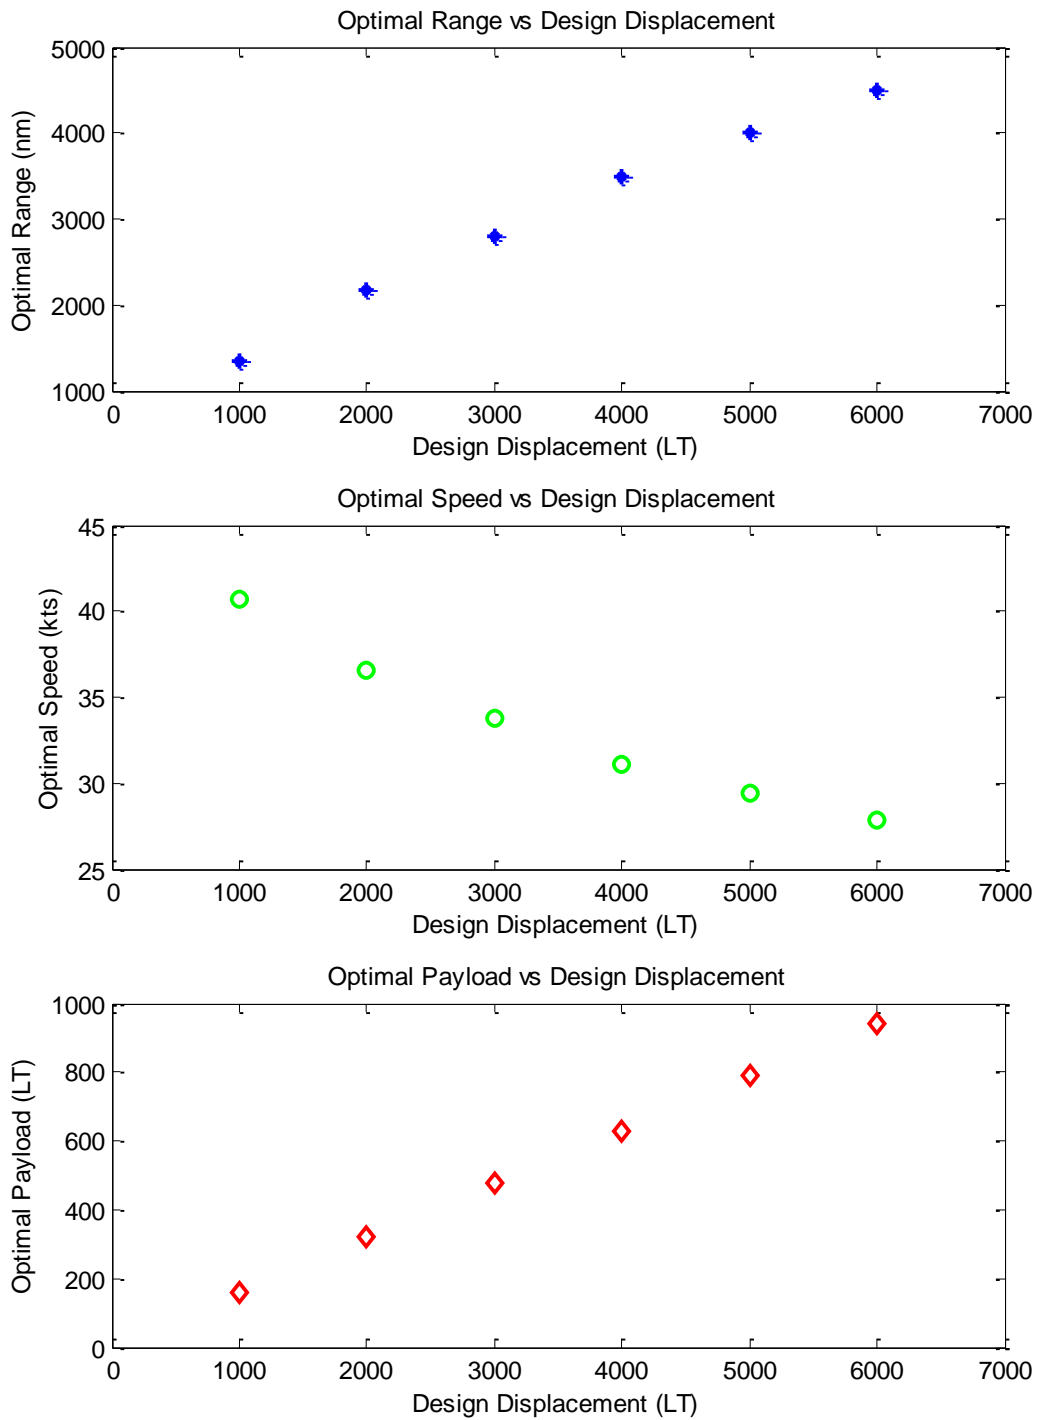 Optimal Range vs Design Displacement
5000
4000
3000
2000
1000
Optimal Range (nm)
0 1000 2000 3000 4000 5000 6000 7000
Design Displacement (LT)
Optimal Speed vs Design Displacement
45
40
35
30
25
Optimal Speed (kts)
0 1000 2000 3000 4000 5000 6000 7000
Design Displacement (LT)
Optimal Payload vs Design Displacement
1000
800
600
400
200
0
Optimal Payload (LT)
0 1000 2000 3000 4000 5000 6000 7000
Design Displacement (LT)